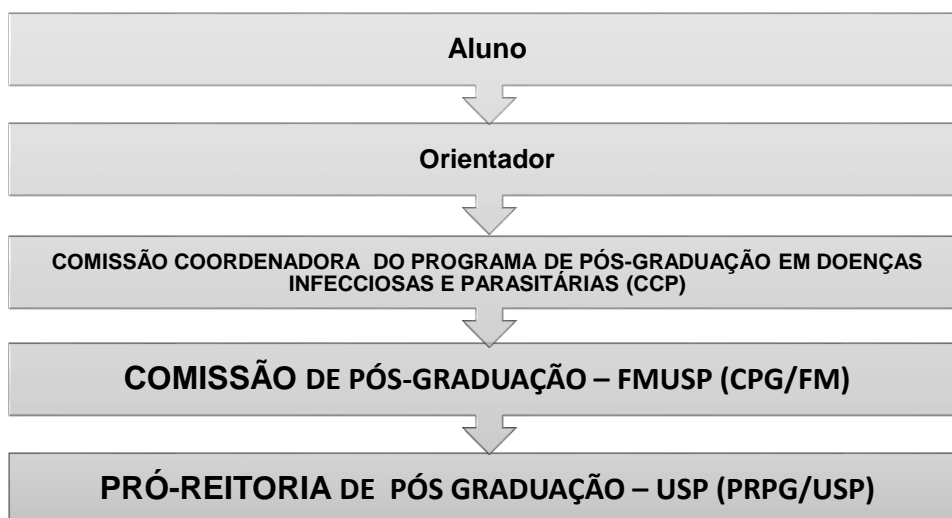 Aluno
Orientador
COMISSÃO COORDENADORA DO PROGRAMA DE PÓS-GRADUAÇÃO EM DOENÇAS
INFECCIOSAS E PARASITÁRIAS (CCP)
COMISSÃO DE PÓS-GRADUAÇÃO – FMUSP (CPG/FM)
PRÓ-REITORIA DE PÓS GRADUAÇÃO – USP (PRPG/USP)